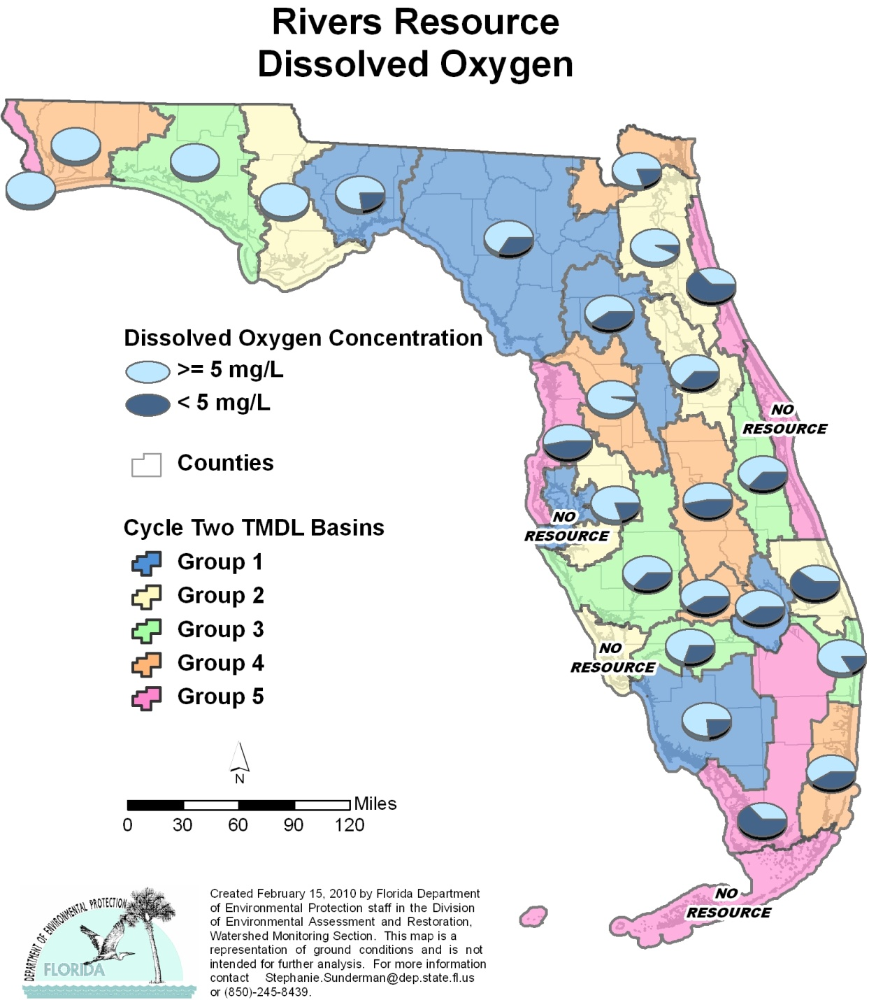 Rivers Resource
Dissolved Oxygen
Dissolved Oxygen Concentration
>= 5 mg/L
< 5 mg/L
Counties
Cycle Two TMDL Basins
Group 1
Group 2
Group 3
Group 4
Group 5
NO
RESOURCE
NO
RESOURCE
NO
RESOURCE
NO
RESOURCE
N
Miles
0 30 60 90 120
DEPARTMENT OF ENVIRONMENTAL PROTECTION
FLORIDA
Created February 15, 2010 by Florida Department
of Environmental Protection staff in the Division
of Environmental Assessment and Restoration,
Watershed Monitoring Section. This map is a
representation of ground conditions and is not
intended for further analysis. For more information
contact Stephanie.Sunderman@dep.state.fl.us
or (850)-245-8439.